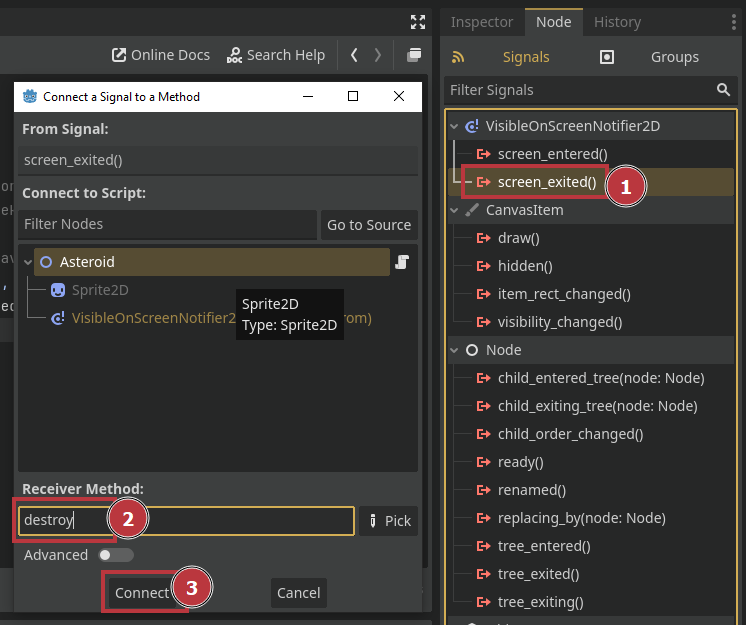 Inspector Node History
Online Docs Search Help
Signals Groups
Filter Signals
Connect a Signal to a Method
From Signal:
screen_exited()
Connect to Script:
Filter Nodes Go to Source
Asteroid
Sprite2D
VisibleOnScreenNotifier2
Sprite2D
Type: Sprite2D
Receiver Method:
destroy 2 Pick
Advanced
Connect 3 Cancel
VisibleOnScreenNotifier2D
screen_entered()
screen_exited() 1
CanvasItem
draw()
hidden()
item_rect_changed()
visibility_changed()
Node
child_entered_tree(node: Node)
child_exiting_tree(node: Node)
child_order_changed()
ready()
renamed()
replacing_by(node: Node)
tree_entered()
tree_exited()
tree_exiting()